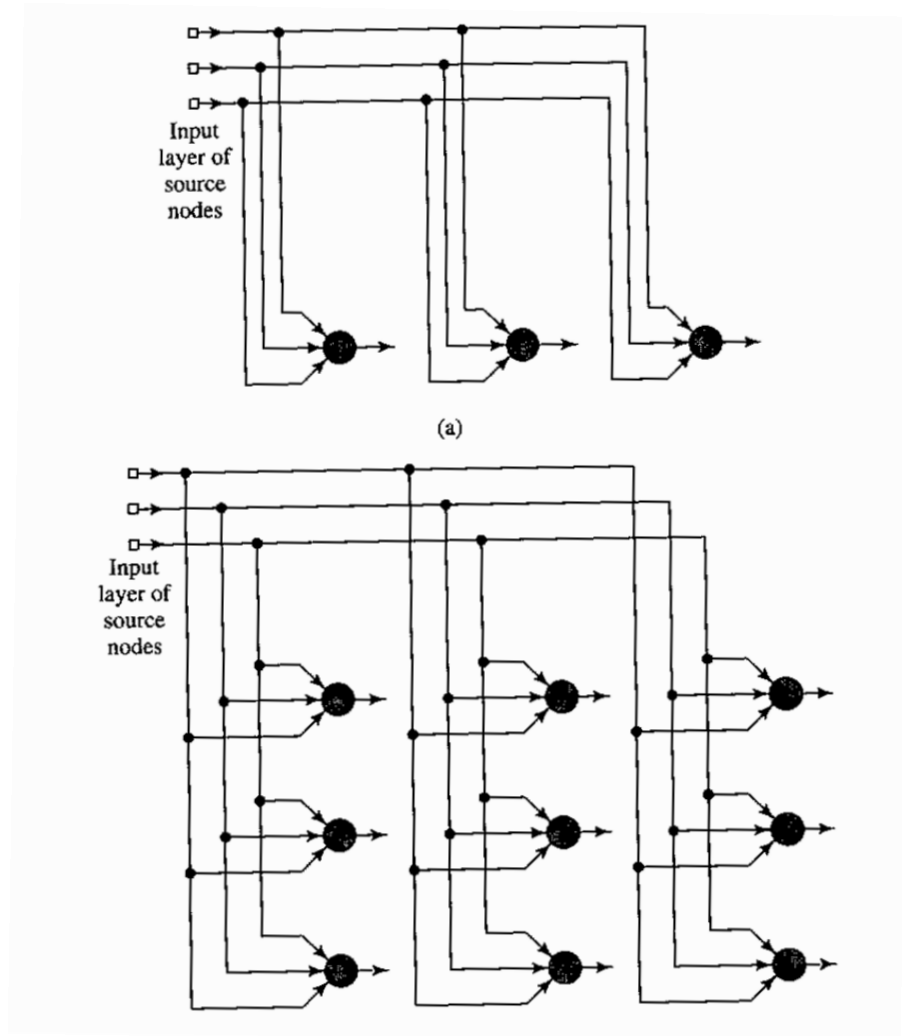 Input
layer of
source
nodes
(a)
Input
layer of
source
nodes